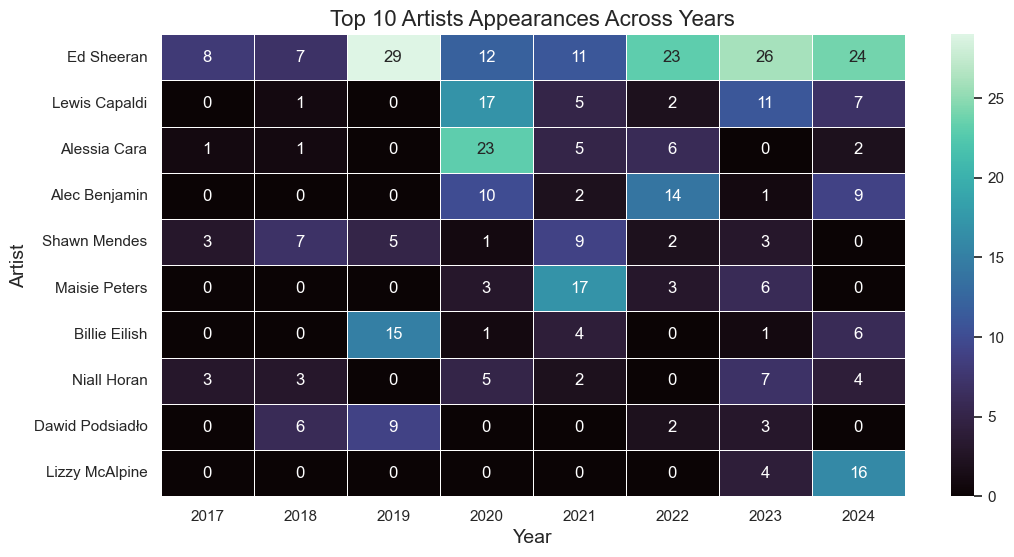 Top 10 Artists Appearances Across Years
Artist
Ed Sheeran 8 7 29 12 11 23 26 24
Lewis Capaldi 0 1 0 17 5 2 11 7
Alessia Cara 1 1 0 23 5 6 0 2
Alec Benjamin 0 0 0 10 2 14 1 9
Shawn Mendes 3 7 5 1 9 2 3 0
Maisie Peters 0 0 0 3 17 3 6 0
Billie Eilish 0 0 15 1 4 0 1 6
Niall Horan 3 3 0 5 2 0 7 4
Dawid Podsiadło 0 6 9 0 0 2 3 0
Lizzy McAlpine 0 0 0 0 0 0 4 16
2017 2018 2019 2020 2021 2022 2023 2024
Year
25
20
15
10
5
0